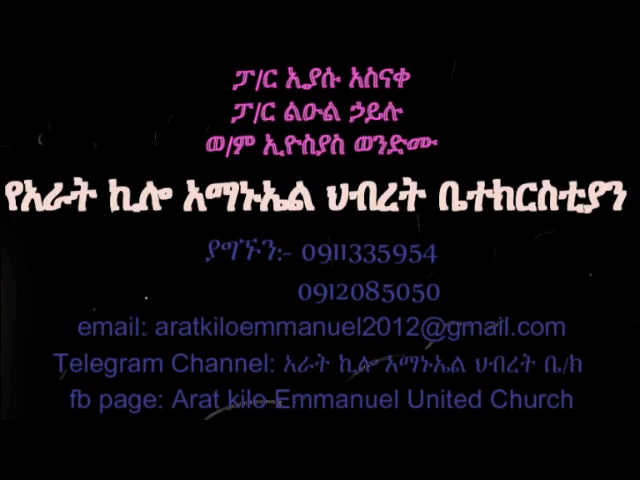 ፓ/ር ኢያሱ አስናቀ
ፓ/ር ልዑል ኃይሉ
ወ/ም ኢዮስያስ ወንድሙ
የአራት ኪሎ አማኑኤል ህብረት ቤተክርስቲያን
ያግኙን:- 0911335954
0912085050
email: aratkiloemmanuel2012@gmail.com
Telegram Channel: አራት ኪሎ አማኑኤል ህብረት ቤ/ክ
fb page: Arat kilo Emmanuel United Church